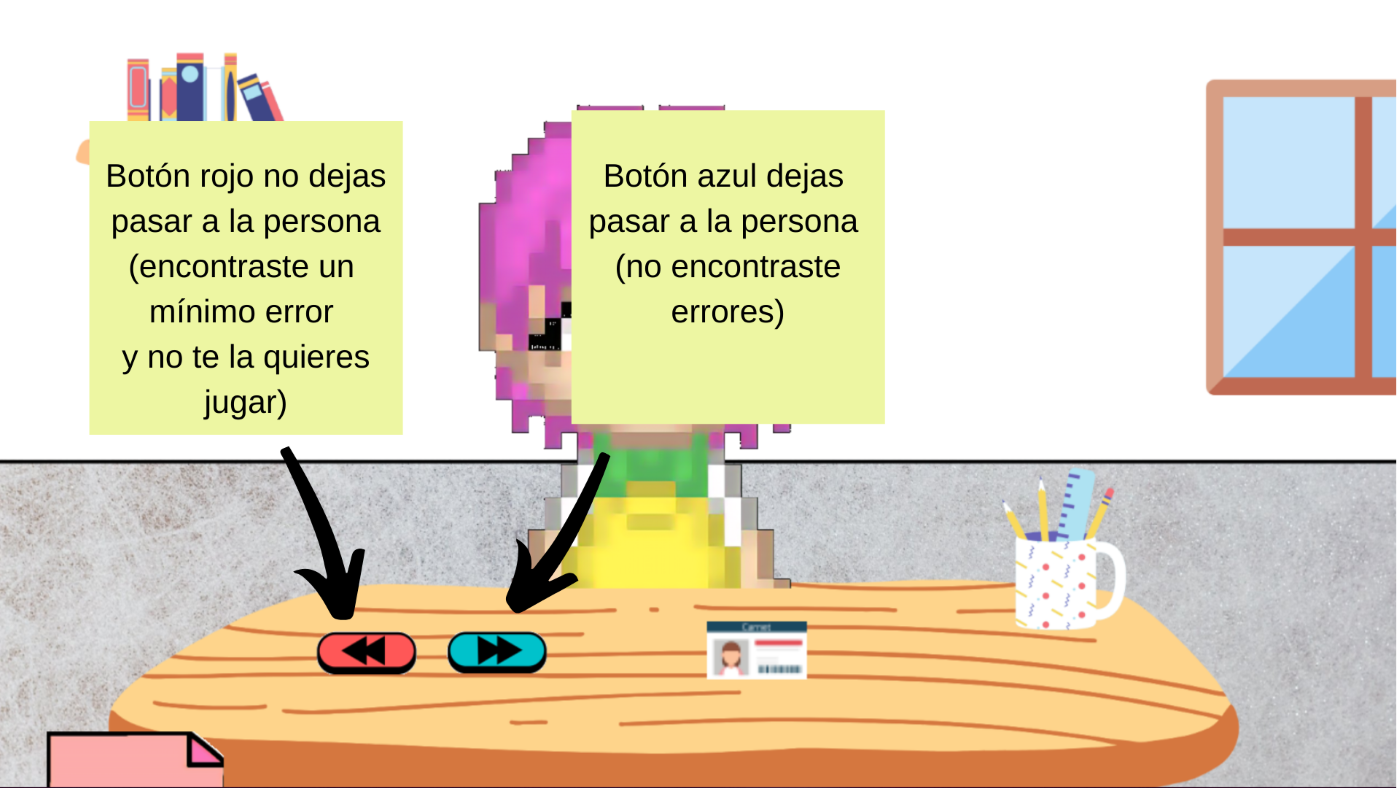 Botón rojo no dejas
pasar a la persona
(encontraste un
mínimo error
y no te la quieres
jugar)
Botón azul dejas
pasar a la persona
(no encontraste
errores)
Carnet